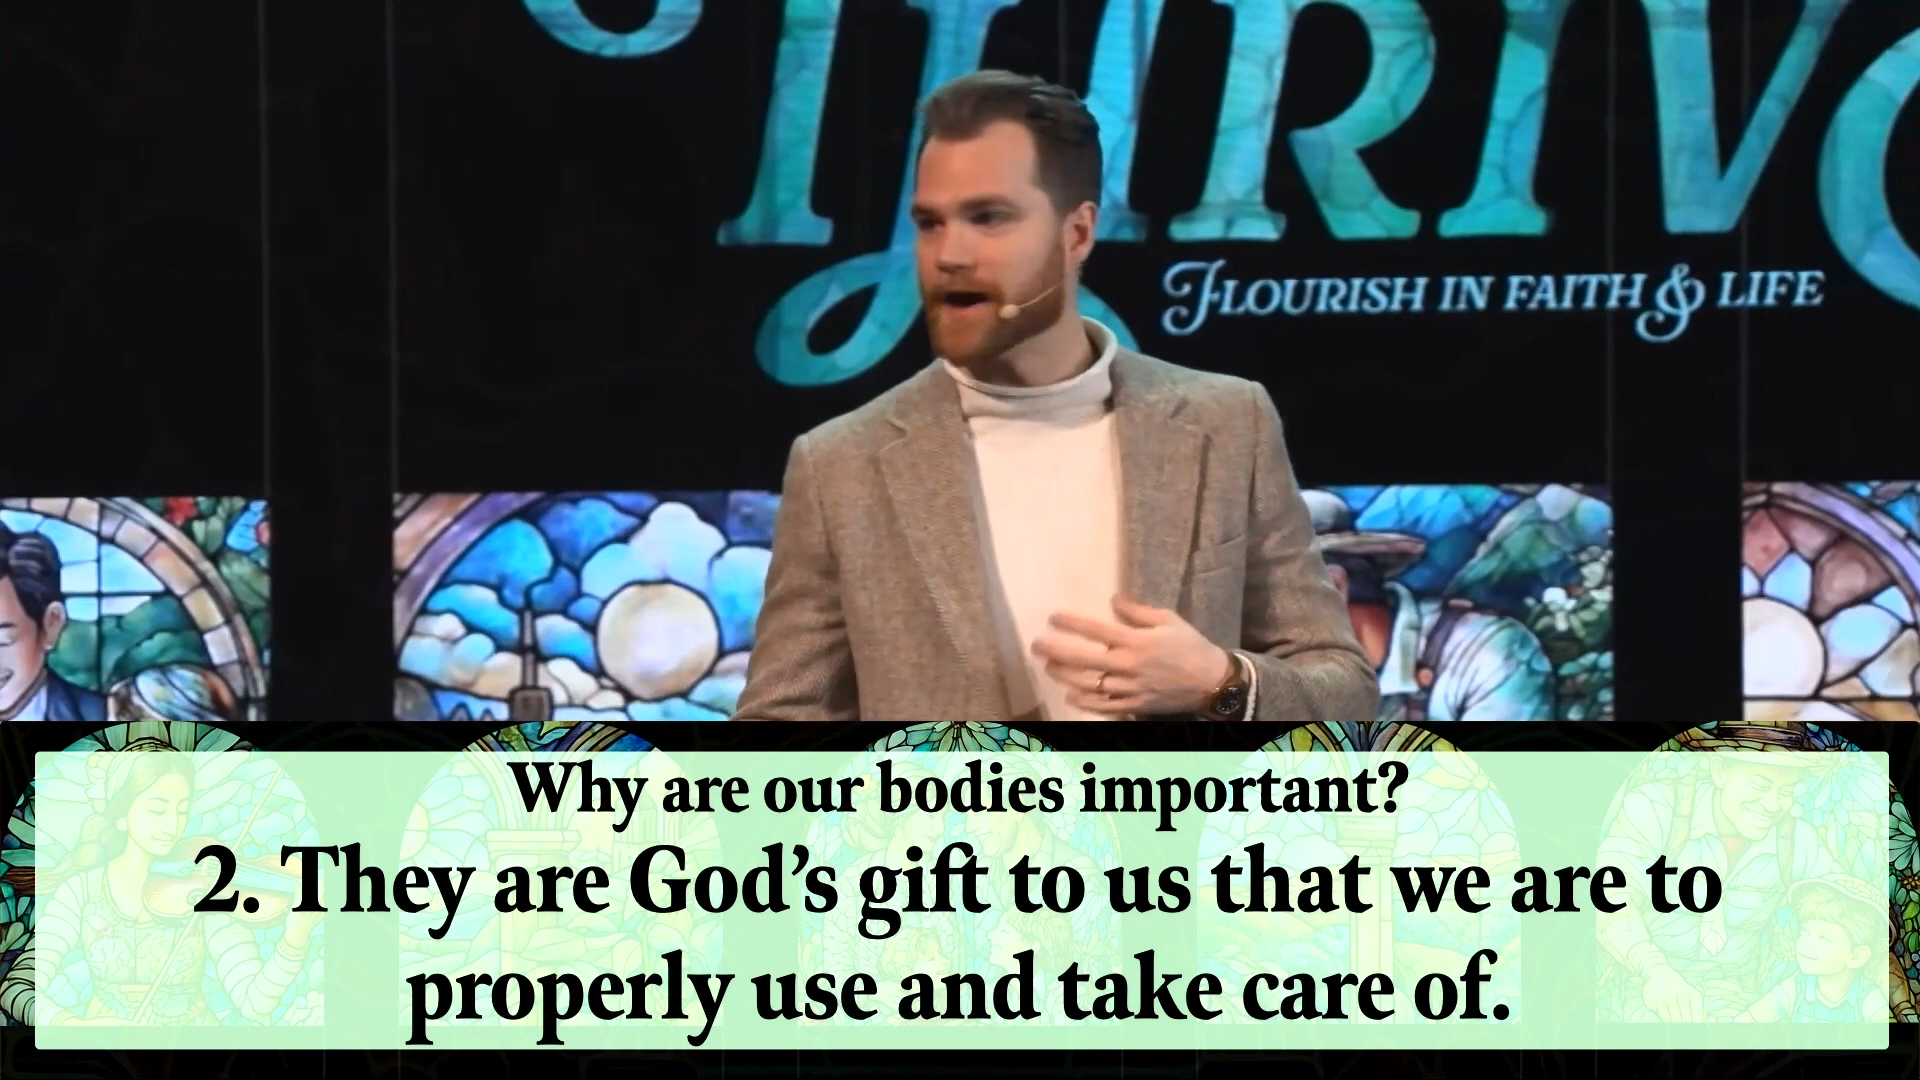 THRIVE
FLOURISH IN FAITH & LIFE
Why are our bodies important?
2. They are God’s gift to us that we are to
properly use and take care of.